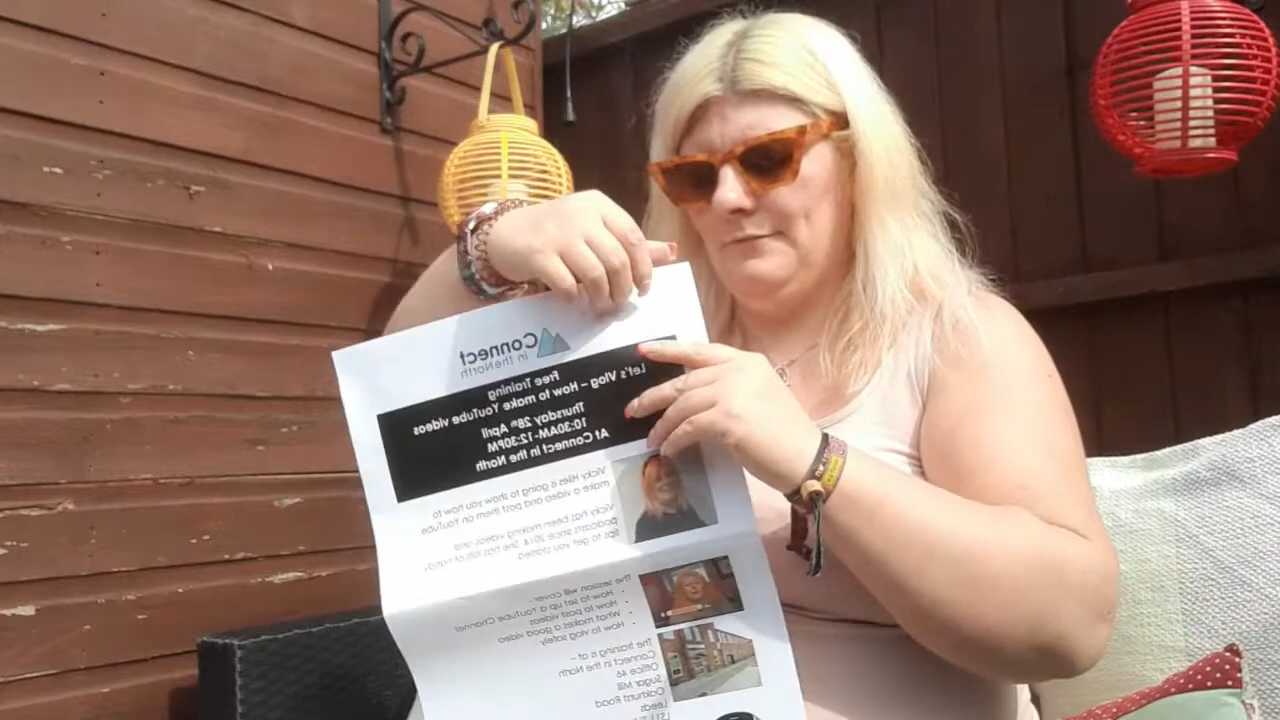 Connect
in the North
Free Training
Let's Vlog – How to make YouTube videos
Thursday 28th April
10:30AM-12:30PM
At Connect in the North
Vicky Hiles is going to show you how to
make a video and post them on YouTube
Vicky has been making videos and
podcasts since 2014. She has lots of handy
tips to get you started.
The session will cover -
• How to set up a YouTube Channel
• How to post videos
• What makes a good video
• How to vlog safely
The training is at –
Connect in the North
Office 46
Sugar Mill
Oakhurst Road
Leeds
LS11